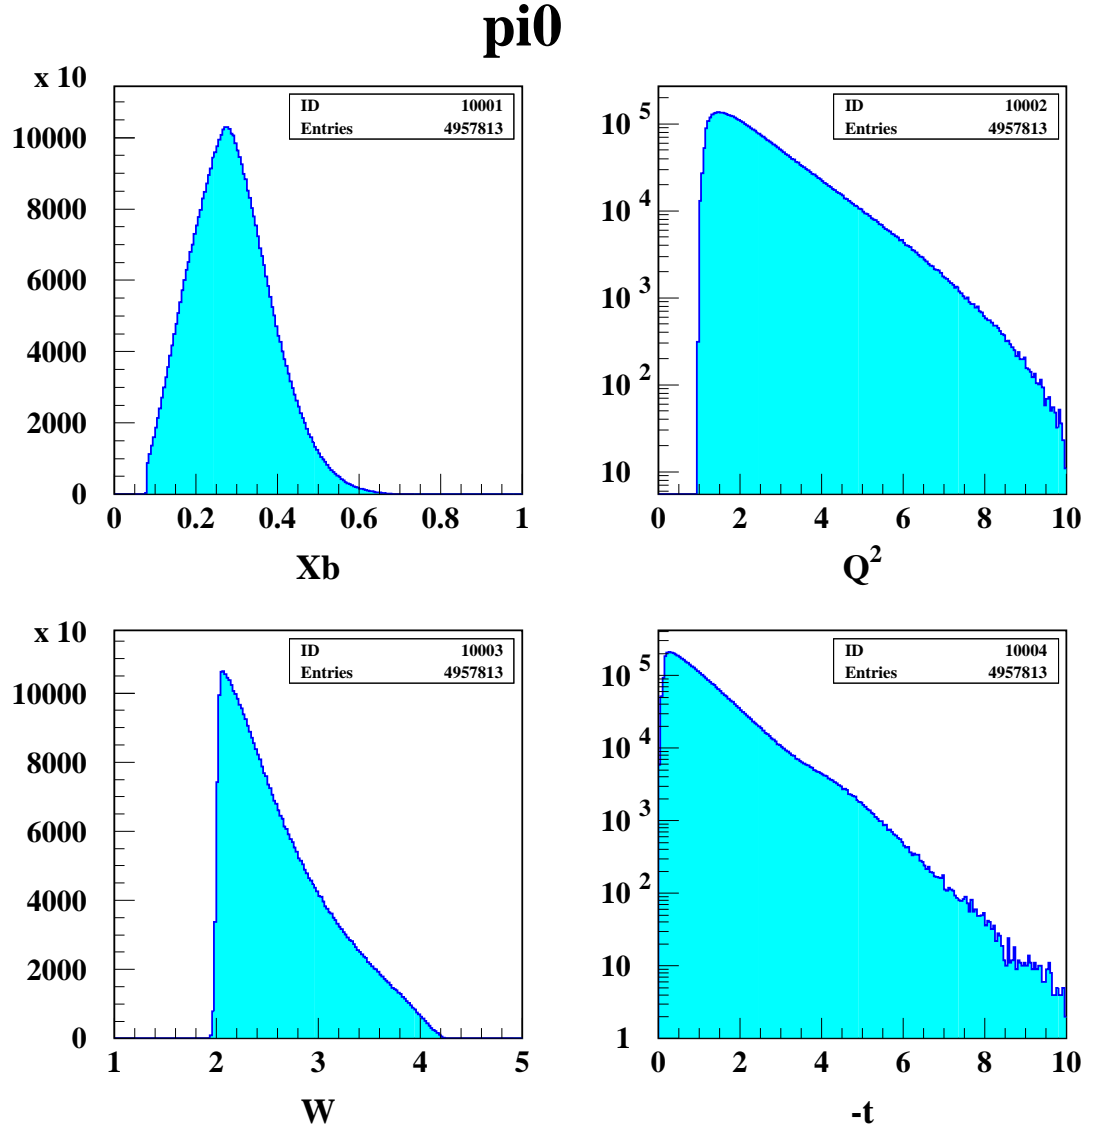 pi0
x 10
ID 10001
Entries 4957813
10000
8000
6000
4000
2000
0
0 0.2 0.4 0.6 0.8 1
Xb
ID 10002
Entries 4957813
10 5
10 4
10 3
10 2
10
0 2 4 6 8 10
Q2
x 10
ID 10003
Entries 4957813
10000
8000
6000
4000
2000
0
1 2 3 4 5
W
ID 10004
Entries 4957813
10 5
10 4
10 3
10 2
10
1
0 2 4 6 8 10
-t